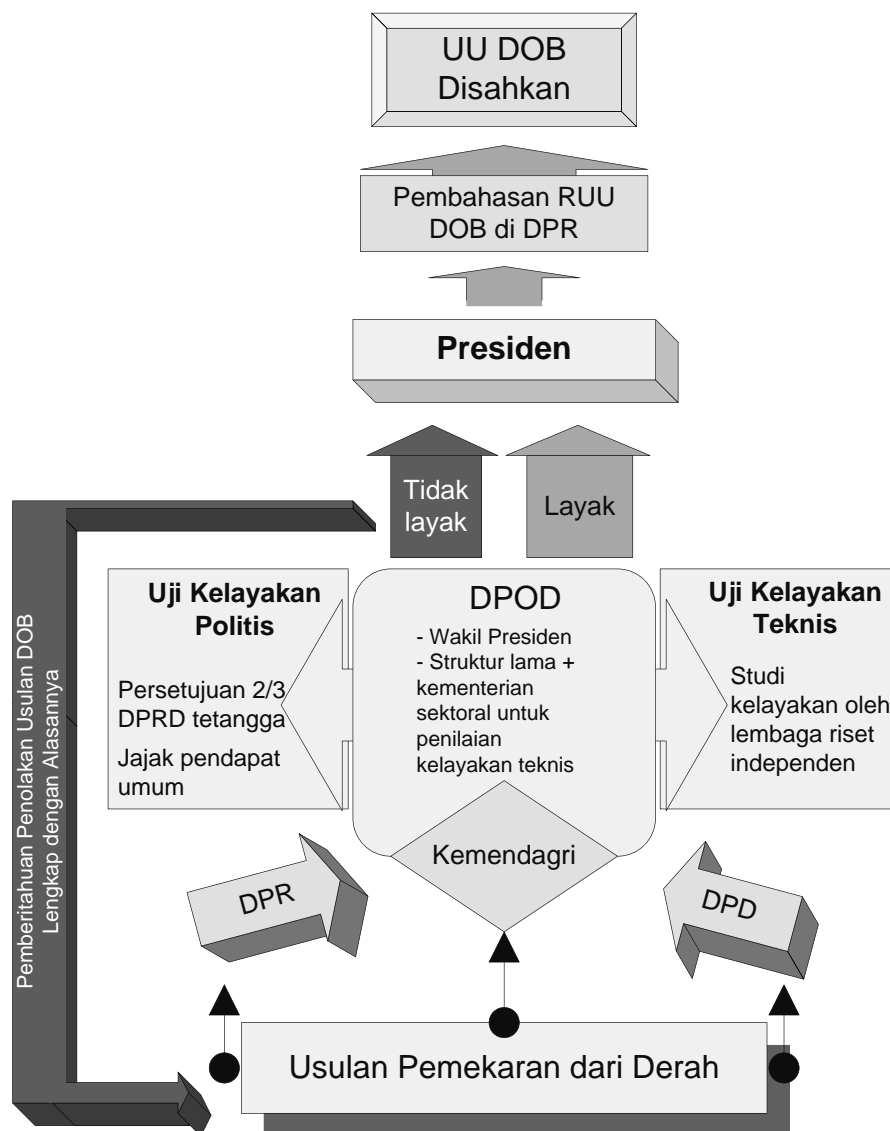 UU DOB
Disahkan
Pembahasan RUU
DOB di DPR
Presiden
Tidak
layak
Layak
Pemberitahuan Penolakan Usulan DOB
Lengkap dengan Alasannya
Uji Kelayakan
Politis
Persetujuan 2/3
DPRD tetangga
Jajak pendapat
umum
DPOD
- Wakil Presiden
- Struktur lama +
kementerian
sektoral untuk
penilaian
kelayakan teknis
Uji Kelayakan
Teknis
Studi
kelayakan oleh
lembaga riset
independen
Kemendagri
DPR
DPD
Usulan Pemekaran dari Derah